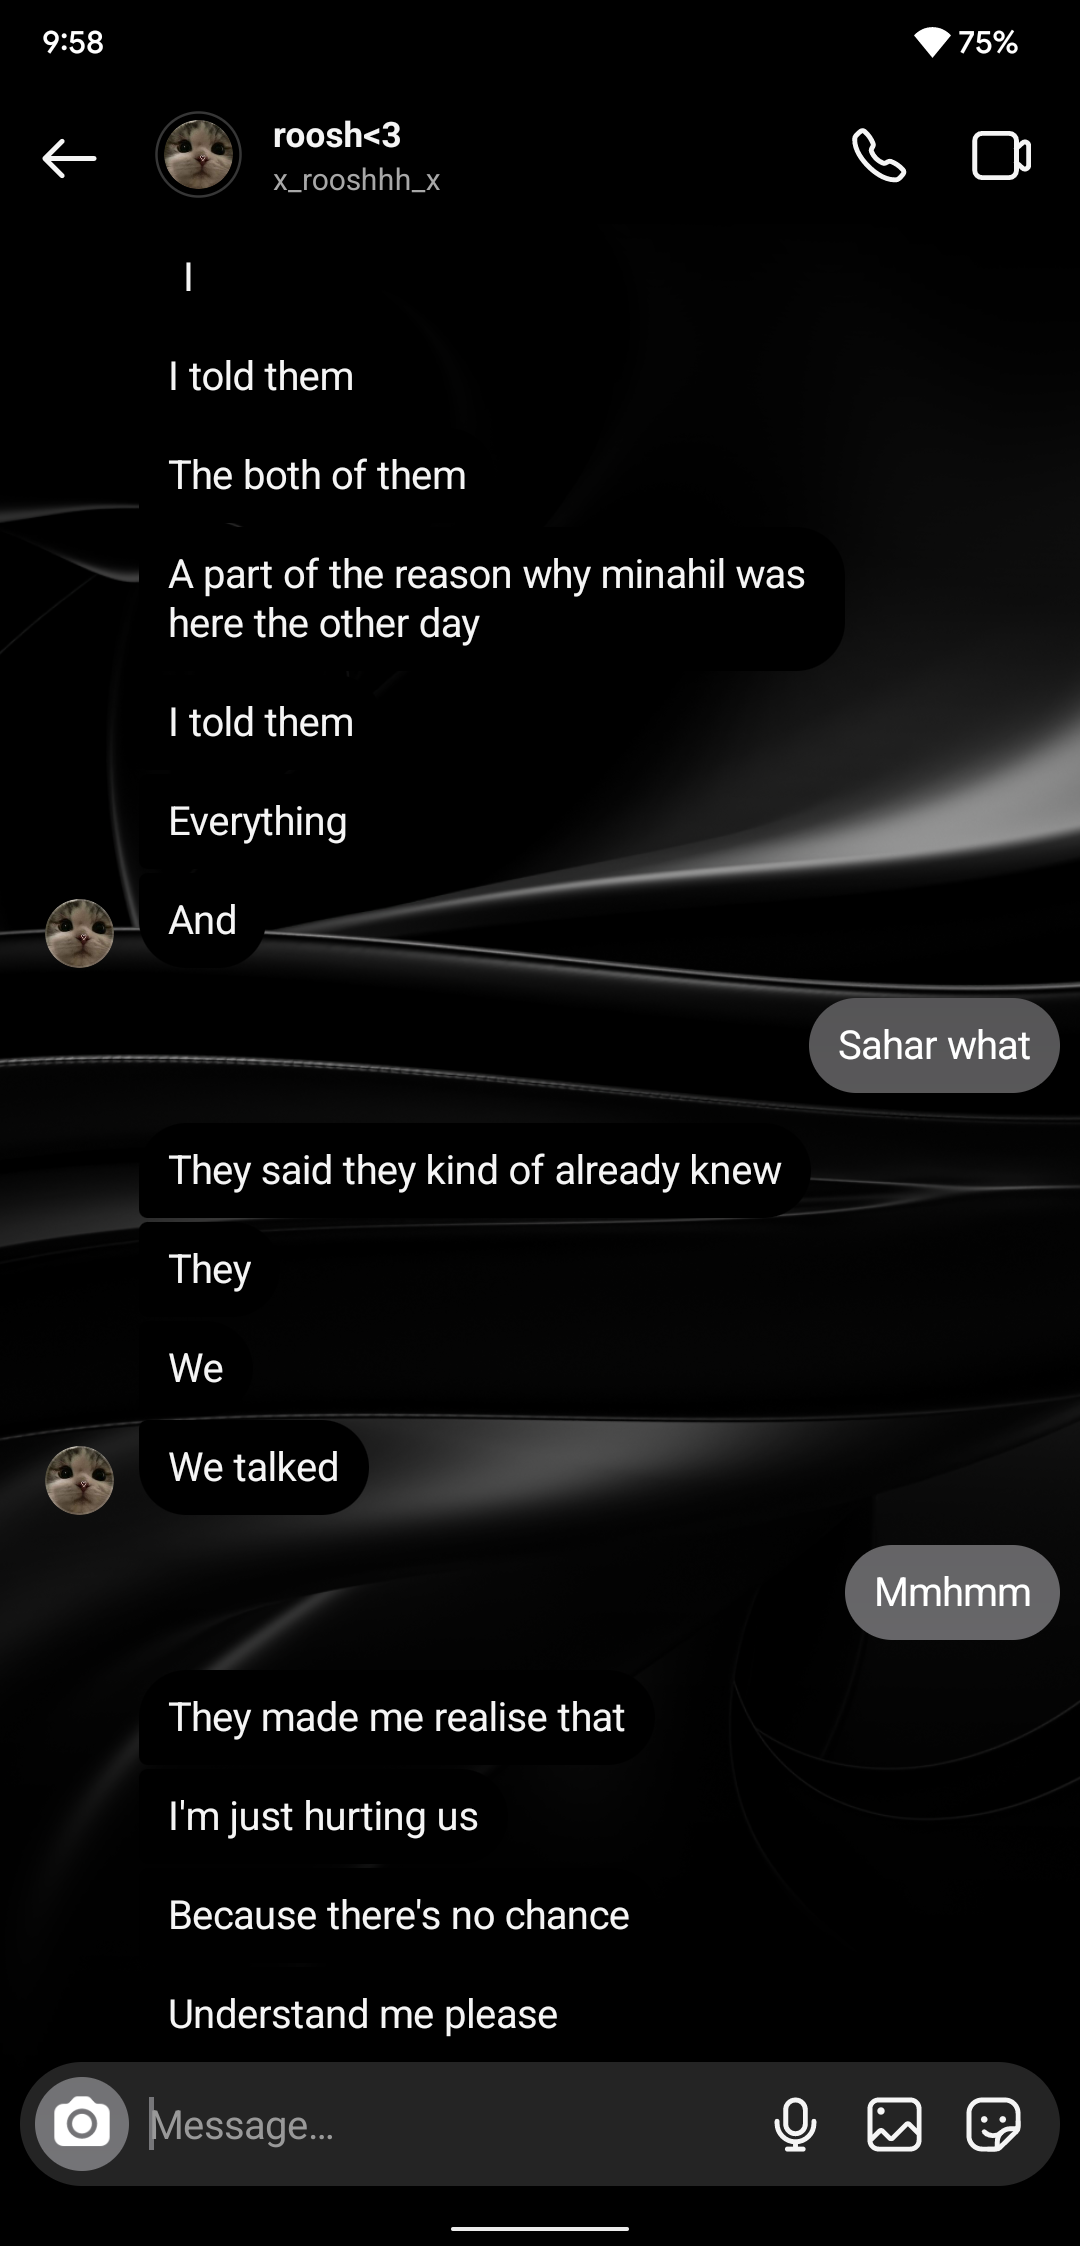 9:58
75%
roosh<3
x_rooshhh_x
I
I told them
The both of them
A part of the reason why minahil was
here the other day
I told them
Everything
And
Sahar what
They said they kind of already knew
They
We
We talked
Mmhmm
They made me realise that
I'm just hurting us
Because there's no chance
Understand me please
Message...